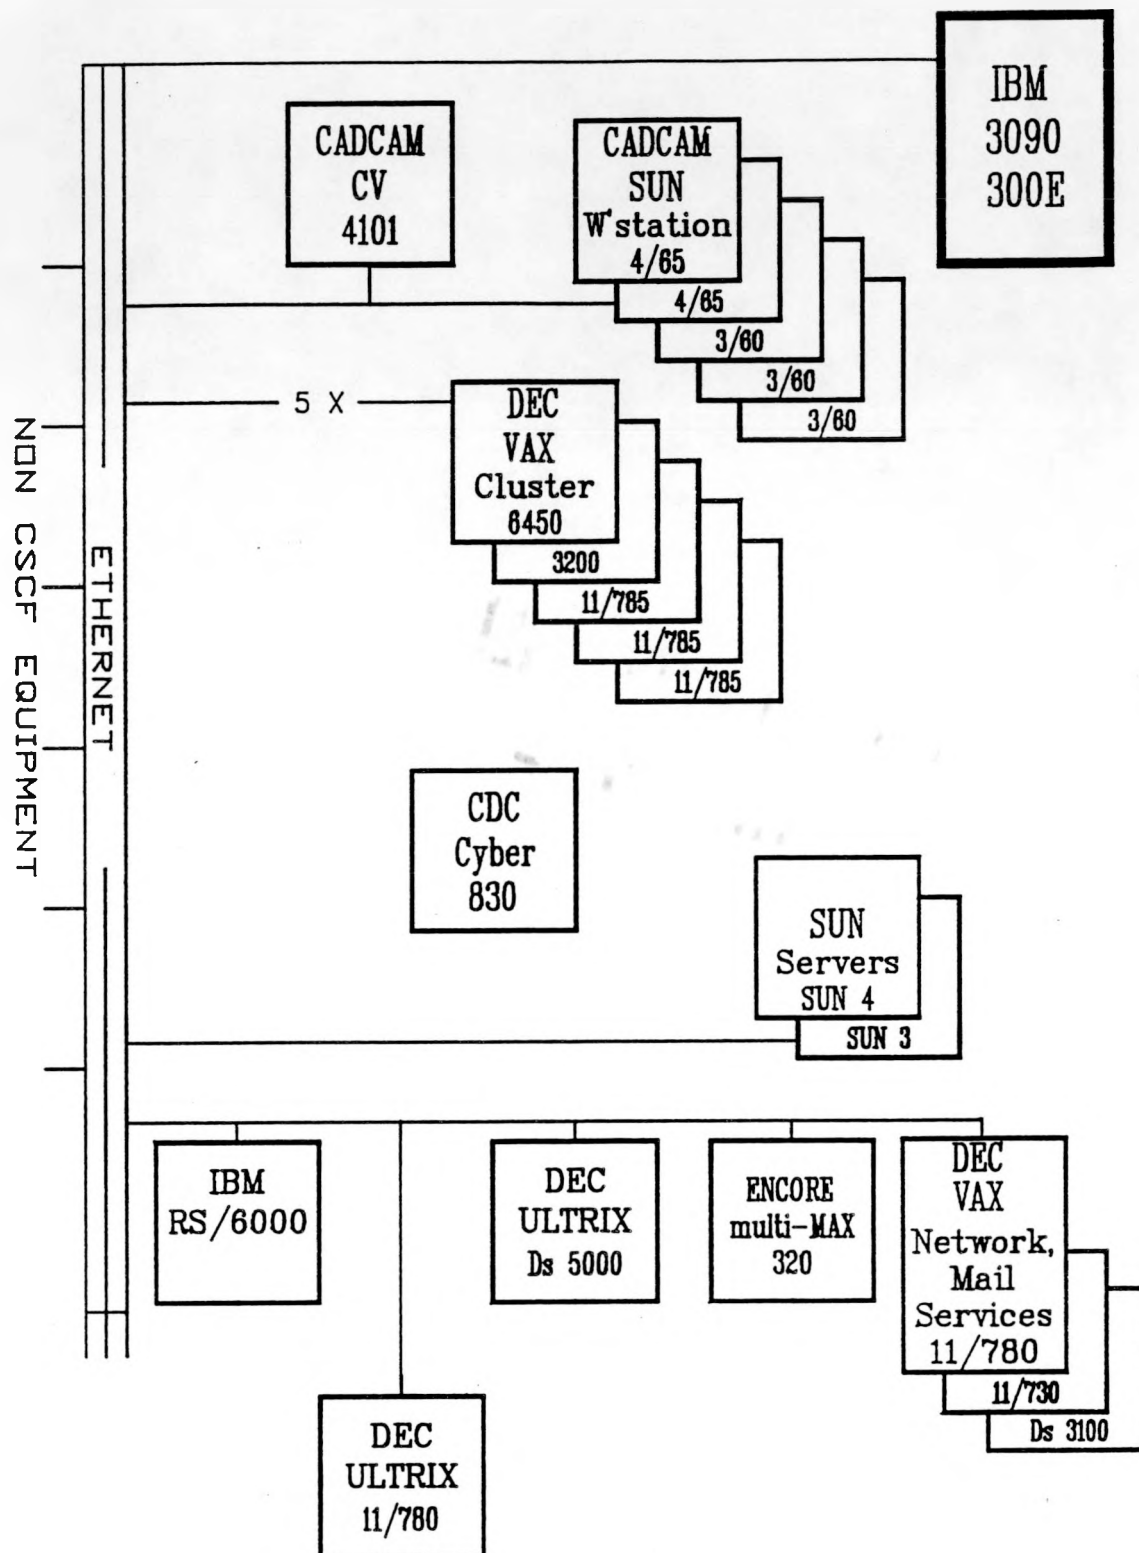 IBM
3090
300E
CADCAM
CV
4101
CADCAM
SUN
W'station
4/65
4/65
3/60
3/60
3/60
5 X
DEC
VAX
Cluster
6450
3200
11/785
11/785
11/785
NON CSCF EQUIPMENT
ETHERNET
CDC
Cyber
830
SUN
Servers
SUN 4
SUN 3
IBM
RS/6000
DEC
ULTRIX
Ds 5000
ENCORE
multi-MAX
320
DEC
VAX
Network,
Mail
Services
11/780
11/730
Ds 3100
DEC
ULTRIX
11/780